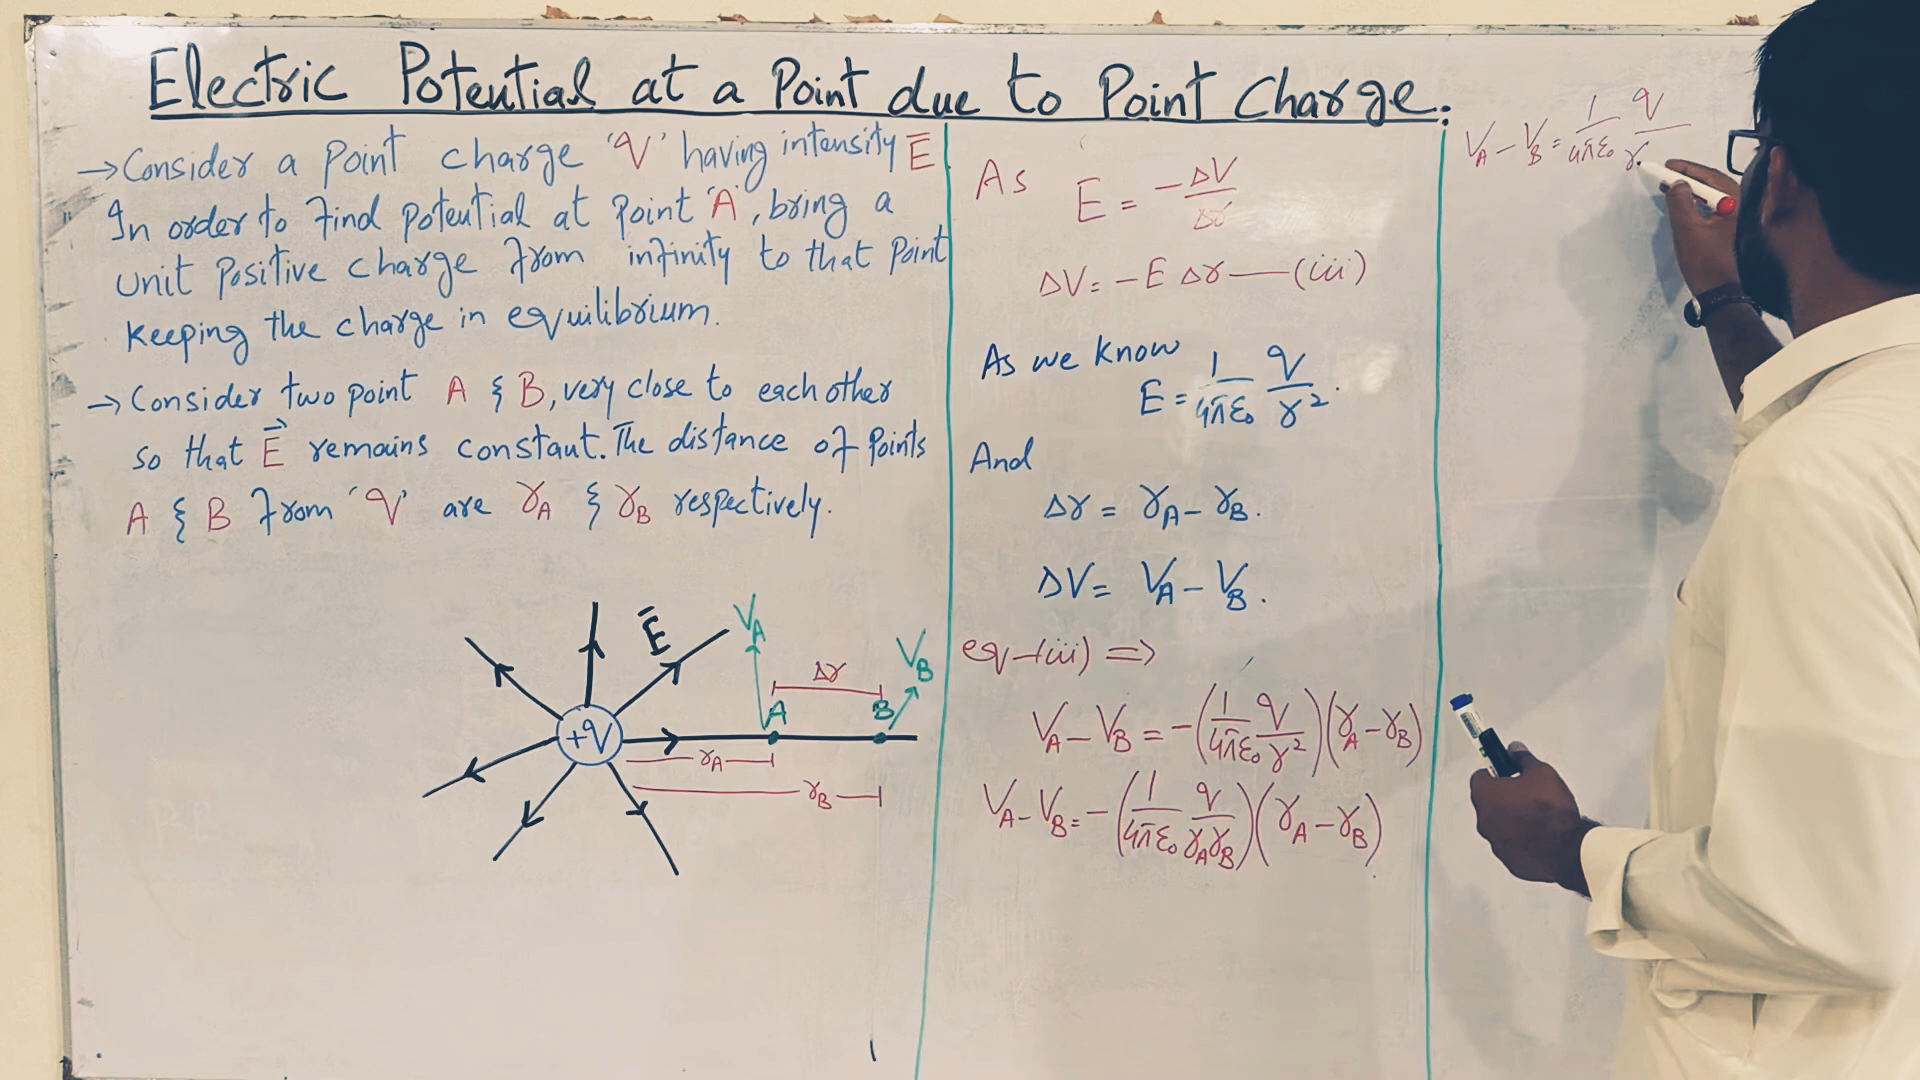 Electric Potential at a Point due to Point Charge.
→ Consider a point charge 'q' having intensity E̅.
In order to find potential at point 'A', bring a
unit positive charge from infinity to that point
keeping the charge in equilibrium.
→ Consider two point A & B, very close to each other
so that E⃗ remains constant. The distance of points
A & B from 'q' are rA & rB respectively.
E̅
VA
VB
Δr
A
B
+q
rA
rB
As E = -ΔV/Δr
ΔV = -E Δr — (iii)
As we know
E = 1/4πε₀ q/r².
And
Δr = rA - rB.
ΔV = VA - VB.
eq-(iii) =>
VA - VB = -(1/4πε₀ q/r²)(rA - rB)
VA - VB = -(1/4πε₀ q/rArB)(rA - rB)
VA - VB = 1/4πε₀ q/r